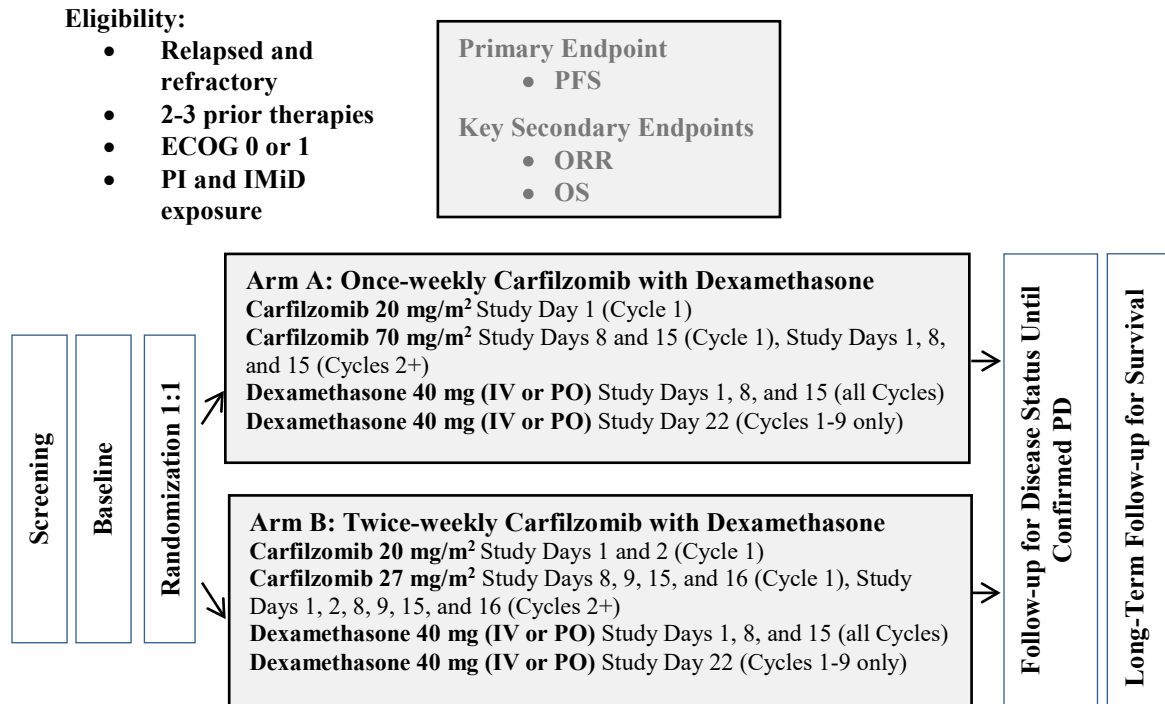 Eligibility:
• Relapsed and
refractory
• 2-3 prior therapies
• ECOG 0 or 1
• PI and IMiD
exposure
Primary Endpoint
• PFS
Key Secondary Endpoints
• ORR
• OS
Screening
Baseline
Randomization 1:1
Arm A: Once-weekly Carfilzomib with Dexamethasone
Carfilzomib 20 mg/m² Study Day 1 (Cycle 1)
Carfilzomib 70 mg/m² Study Days 8 and 15 (Cycle 1), Study Days 1, 8,
and 15 (Cycles 2+)
Dexamethasone 40 mg (IV or PO) Study Days 1, 8, and 15 (all Cycles)
Dexamethasone 40 mg (IV or PO) Study Day 22 (Cycles 1-9 only)
Arm B: Twice-weekly Carfilzomib with Dexamethasone
Carfilzomib 20 mg/m² Study Days 1 and 2 (Cycle 1)
Carfilzomib 27 mg/m² Study Days 8, 9, 15, and 16 (Cycle 1), Study
Days 1, 2, 8, 9, 15, and 16 (Cycles 2+)
Dexamethasone 40 mg (IV or PO) Study Days 1, 8, and 15 (all Cycles)
Dexamethasone 40 mg (IV or PO) Study Day 22 (Cycles 1-9 only)
Follow-up for Disease Status Until
Confirmed PD
Long-Term Follow-up for Survival